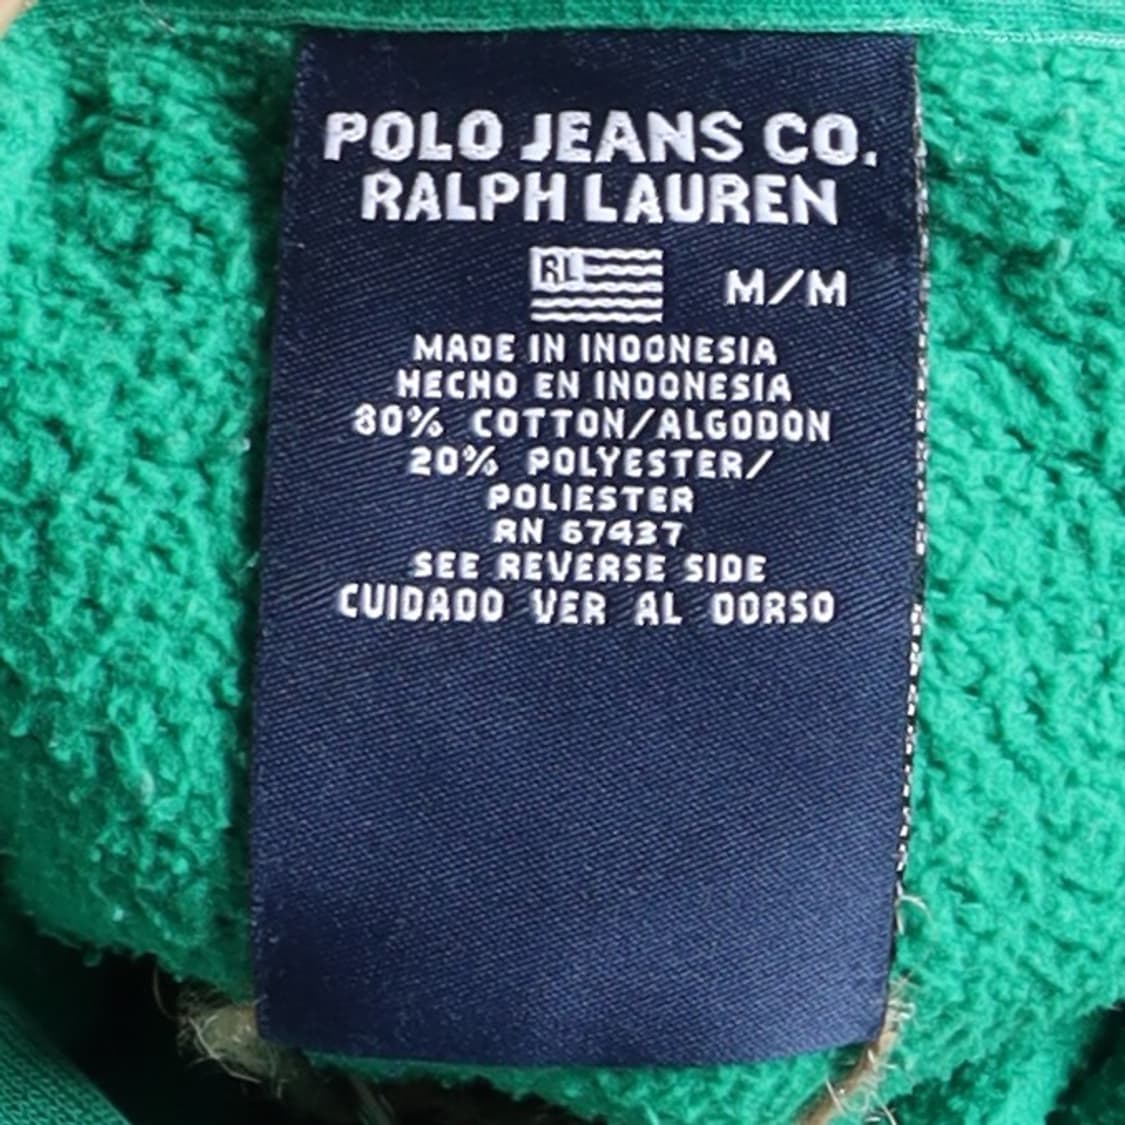 POLO JEANS CO.
RALPH LAUREN
RL M/M
MADE IN INDONESIA
HECHO EN INDONESIA
80% COTTON/ALGODON
20% POLYESTER/
POLIESTER
RN 67437
SEE REVERSE SIDE
CUIDADO VER AL DORSO